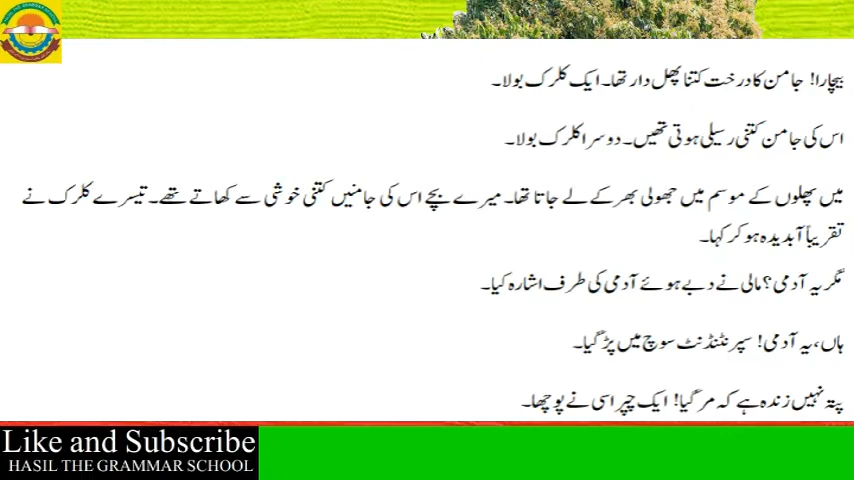 بیچارا! جامن کا درخت کتنا پھل دار تھا۔ ایک کلرک بولا۔
اس کی جامن کتنی رسیلی ہوتی تھیں۔ دوسرا کلرک بولا۔
میں پھلوں کے موسم میں جھولی بھر کے لے جاتا تھا۔ میرے بچے اس کی جامنیں کتنی خوشی سے کھاتے تھے۔ تیسرے کلرک نے
تقریباً آبدیدہ ہو کر کہا۔
مگر یہ آدمی؟ مالی نے دبے ہوئے آدمی کی طرف اشارہ کیا۔
ہاں، یہ آدمی! سپرنٹنڈنٹ سوچ میں پڑ گیا۔
پتہ نہیں زندہ ہے کہ مر گیا! ایک چپراسی نے پوچھا۔
Like and Subscribe
HASIL THE GRAMMAR SCHOOL